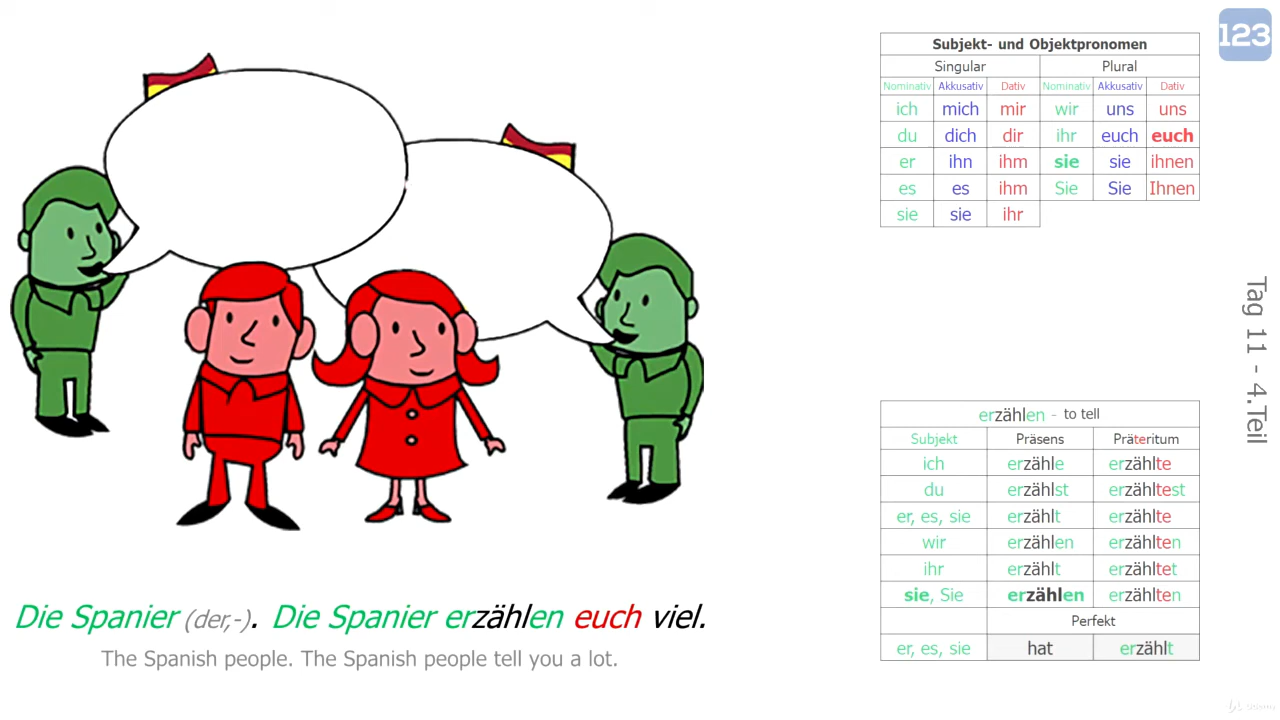 123
Subjekt- und Objektpronomen
Singular Plural
Nominativ Akkusativ Dativ Nominativ Akkusativ Dativ
ich mich mir wir uns uns
du dich dir ihr euch euch
er ihn ihm sie sie ihnen
es es ihm Sie Sie Ihnen
sie sie ihr
Tag 11 - 4.Teil
erzählen - to tell
Subjekt Präsens Präteritum
ich erzähle erzählte
du erzählst erzähltest
er, es, sie erzählt erzählte
wir erzählen erzählten
ihr erzählt erzähltet
sie, Sie erzählen erzählten
Perfekt
er, es, sie hat erzählt
Die Spanier (der,-). Die Spanier erzählen euch viel.
The Spanish people. The Spanish people tell you a lot.